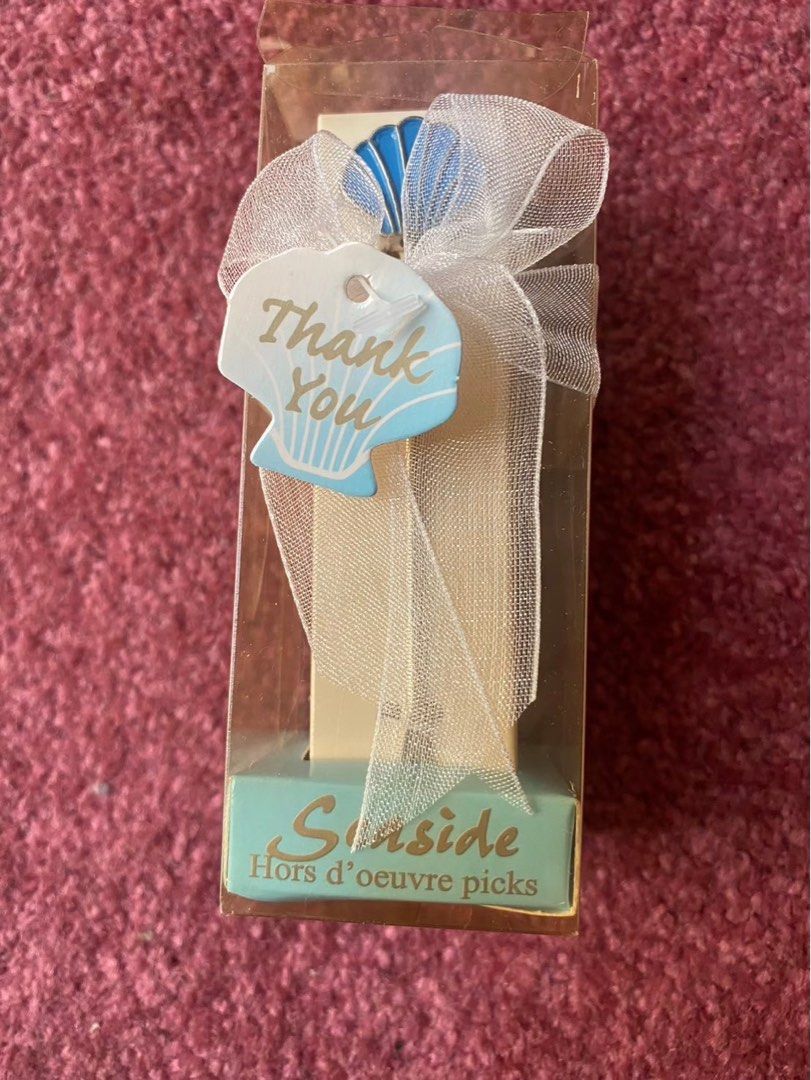 Thank
You
Seaside
Hors d'oeuvre picks